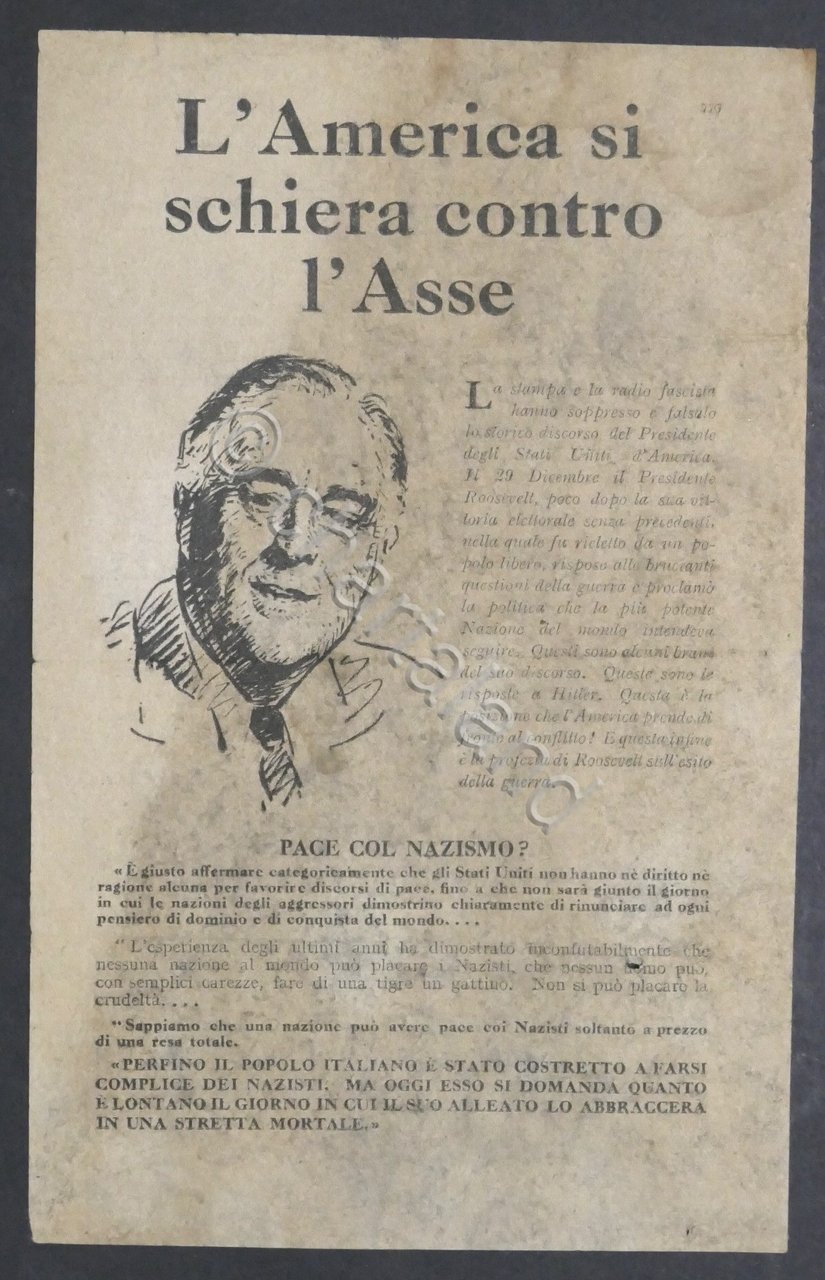 L'America si
schiera contro
l'Asse
La stampa e la radio fascista
hanno soppresso e falsato
lo storico discorso del Presidente
degli Stati Uniti d'America.
Il 29 Dicembre il Presidente
Roosevelt, poco dopo la sua vit-
toria elettorale senza precedenti,
nella quale fu rieletto da un po-
polo libero, rispose alle brucianti
questioni della guerra e proclamò
la politica che la più potente
Nazione del mondo intendeva
seguire. Questi sono alcuni brani
del suo discorso. Queste sono le
risposte a Hitler. Questa è la
posizione che l'America prende di
fronte al conflitto! E questa infine
è la profezia di Roosevelt sull'esito
della guerra.
PACE COL NAZISMO?
«È giusto affermare categoricamente che gli Stati Uniti non hanno nè diritto nè
ragione alcuna per favorire discorsi di pace, fino a che non sarà giunto il giorno
in cui le nazioni degli aggressori dimostrino chiaramente di rinunciare ad ogni
pensiero di dominio e di conquista del mondo. . . .
"L'esperienza degli ultimi anni ha dimostrato inconfutabilmente che
nessuna nazione al mondo può placare i Nazisti, che nessun uomo può,
con semplici carezze, fare di una tigre un gattino. Non si può placare la
crudeltà. . . .
"Sappiamo che una nazione può avere pace coi Nazisti soltanto a prezzo
di una resa totale.
«PERFINO IL POPOLO ITALIANO È STATO COSTRETTO A FARSI
COMPLICE DEI NAZISTI. MA OGGI ESSO SI DOMANDA QUANTO
È LONTANO IL GIORNO IN CUI IL SUO ALLEATO LO ABBRACCERÀ
IN UNA STRETTA MORTALE.»